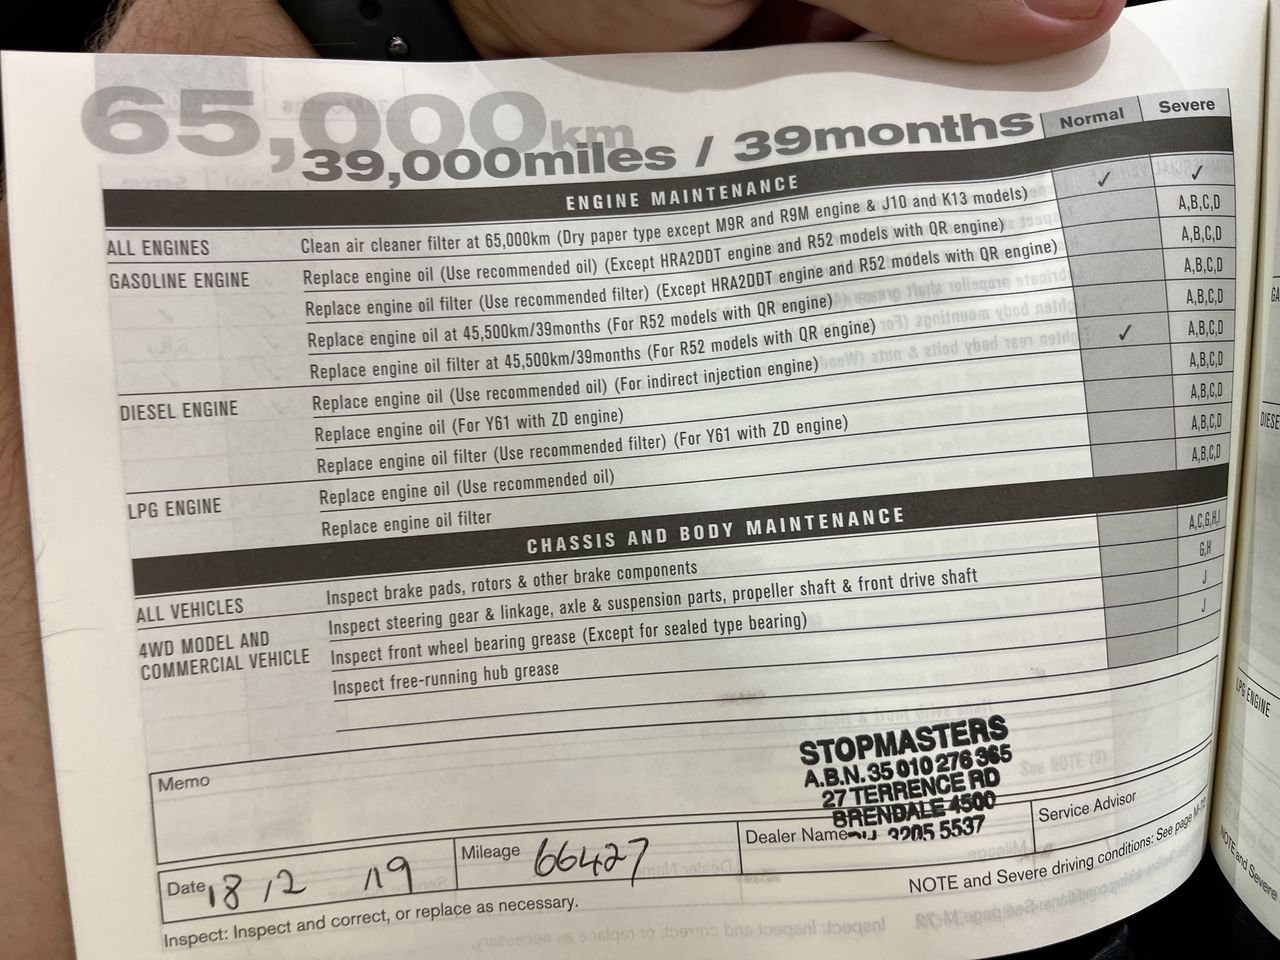 65,000km
39,000miles / 39months
Normal Severe
ENGINE MAINTENANCE
ALL ENGINES Clean air cleaner filter at 65,000km (Dry paper type except M9R and R9M engine & J10 and K13 models) ✓ ✓
GASOLINE ENGINE Replace engine oil (Use recommended oil) (Except HRA2DDT engine and R52 models with QR engine) A,B,C,D
Replace engine oil filter (Use recommended filter) (Except HRA2DDT engine and R52 models with QR engine) A,B,C,D
Replace engine oil at 45,500km/39months (For R52 models with QR engine) A,B,C,D
Replace engine oil filter at 45,500km/39months (For R52 models with QR engine) A,B,C,D
DIESEL ENGINE Replace engine oil (Use recommended oil) (For indirect injection engine) ✓ A,B,C,D
Replace engine oil (For Y61 with ZD engine) A,B,C,D
Replace engine oil filter (Use recommended filter) (For Y61 with ZD engine) A,B,C,D
LPG ENGINE Replace engine oil (Use recommended oil) A,B,C,D
Replace engine oil filter A,B,C,D
CHASSIS AND BODY MAINTENANCE
ALL VEHICLES Inspect brake pads, rotors & other brake components A,C,G,H,I
4WD MODEL AND Inspect steering gear & linkage, axle & suspension parts, propeller shaft & front drive shaft G,H
COMMERCIAL VEHICLE Inspect front wheel bearing grease (Except for sealed type bearing) J
Inspect free-running hub grease J
Memo
STOPMASTERS
A.B.N. 35 010 276 365
27 TERRENCE RD
BRENDALE 4500
3205 5537
Date 18 12 /19 Mileage 66427 Dealer Name Service Advisor
Inspect: Inspect and correct, or replace as necessary. NOTE and Severe driving conditions: See page
DIESE
LPG ENGINE
NOTE and Severe